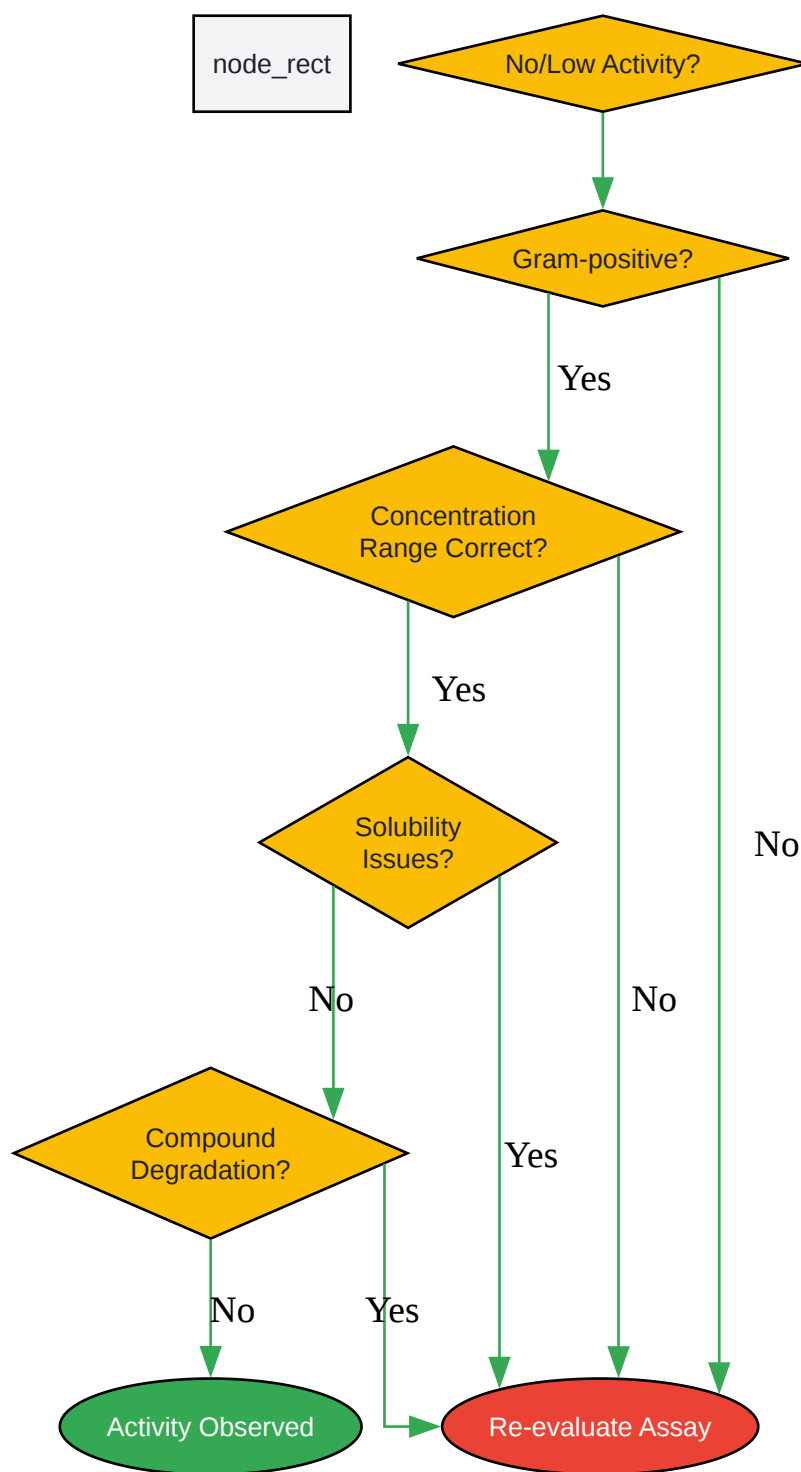 node_rect
No/Low Activity?
Gram-positive?
Yes
Concentration
Range Correct?
Yes
Solubility
Issues?
No
No
No
Compound
Degradation?
Yes
No
Yes
Activity Observed
Re-evaluate Assay